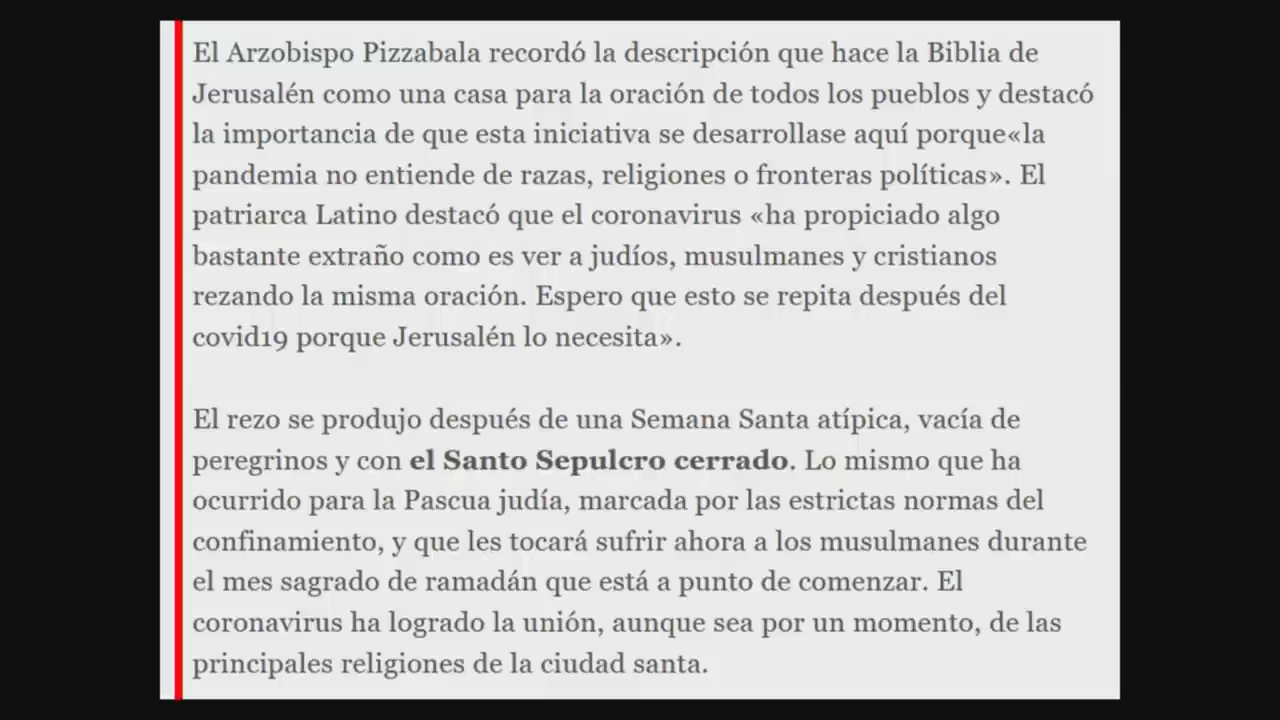 El Arzobispo Pizzabala recordó la descripción que hace la Biblia de
Jerusalén como una casa para la oración de todos los pueblos y destacó
la importancia de que esta iniciativa se desarrollase aquí porque«la
pandemia no entiende de razas, religiones o fronteras políticas». El
patriarca Latino destacó que el coronavirus «ha propiciado algo
bastante extraño como es ver a judíos, musulmanes y cristianos
rezando la misma oración. Espero que esto se repita después del
covid19 porque Jerusalén lo necesita».
El rezo se produjo después de una Semana Santa atípica, vacía de
peregrinos y con el Santo Sepulcro cerrado. Lo mismo que ha
ocurrido para la Pascua judía, marcada por las estrictas normas del
confinamiento, y que les tocará sufrir ahora a los musulmanes durante
el mes sagrado de ramadán que está a punto de comenzar. El
coronavirus ha logrado la unión, aunque sea por un momento, de las
principales religiones de la ciudad santa.